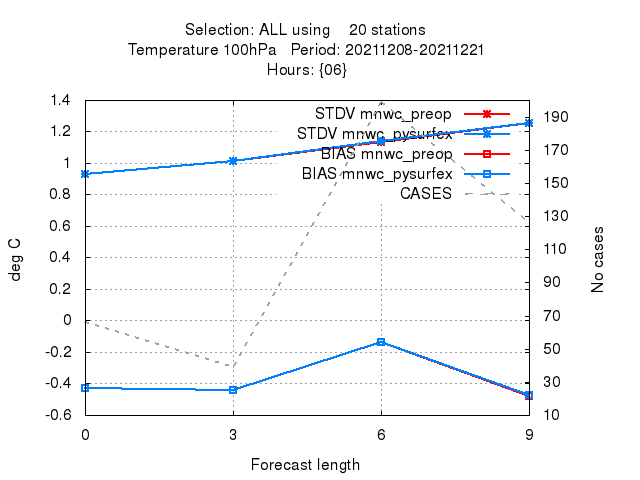 Selection: ALL using 20 stations
Temperature 100hPa Period: 20211208-20211221
Hours: {06}
STDV mnwc_preop
STDV mnwc_pysurfex
BIAS mnwc_preop
BIAS mnwc_pysurfex
CASES
deg C
1.4
1.2
1
0.8
0.6
0.4
0.2
0
-0.2
-0.4
-0.6
190
170
150
130
110
90
70
50
30
10
No cases
0 3 6 9
Forecast length